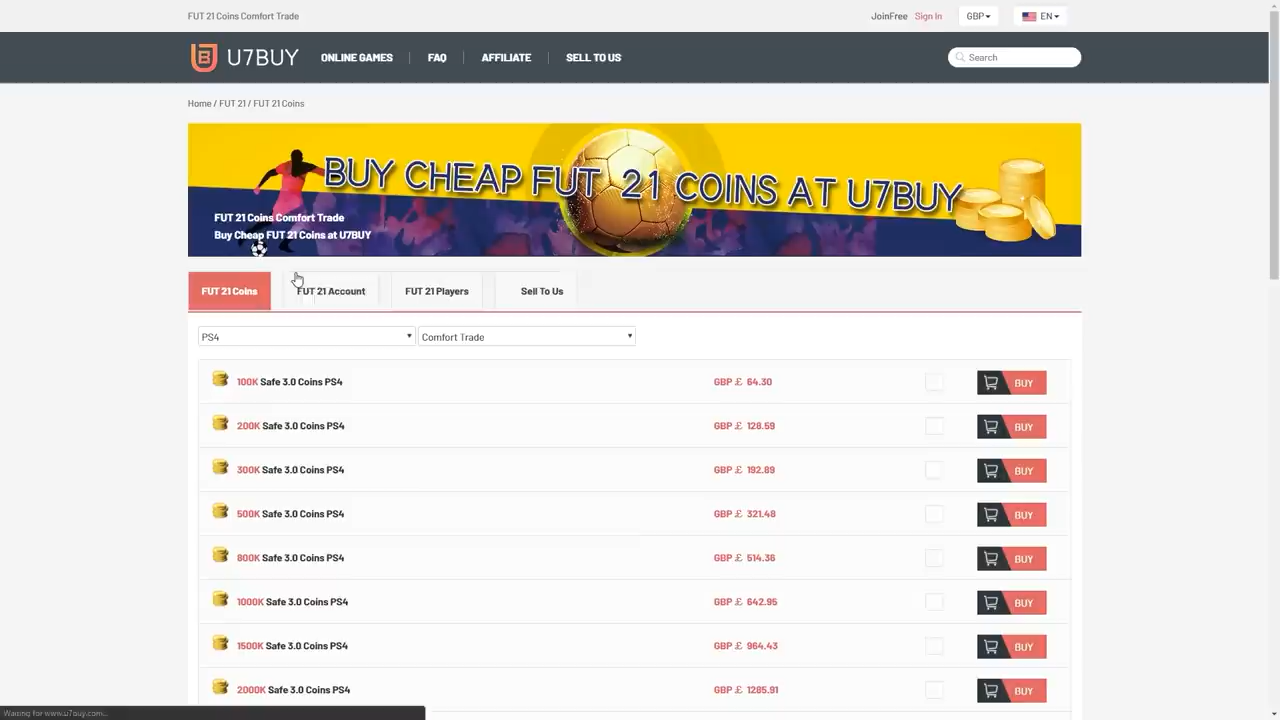 FUT 21 Coins Comfort Trade
JoinFree Sign In GBP EN
U7BUY ONLINE GAMES FAQ AFFILIATE SELL TO US Search
Home / FUT 21 / FUT 21 Coins
BUY CHEAP FUT 21 COINS AT U7BUY
FUT 21 Coins Comfort Trade
Buy Cheap FUT 21 Coins at U7BUY
FUT 21 Coins FUT 21 Account FUT 21 Players Sell To Us
PS4 Comfort Trade
100K Safe 3.0 Coins PS4 GBP £ 64.30 BUY
200K Safe 3.0 Coins PS4 GBP £ 128.59 BUY
300K Safe 3.0 Coins PS4 GBP £ 192.89 BUY
500K Safe 3.0 Coins PS4 GBP £ 321.48 BUY
800K Safe 3.0 Coins PS4 GBP £ 514.36 BUY
1000K Safe 3.0 Coins PS4 GBP £ 642.95 BUY
1500K Safe 3.0 Coins PS4 GBP £ 964.43 BUY
2000K Safe 3.0 Coins PS4 GBP £ 1285.91 BUY
Waiting for www.u7buy.com...